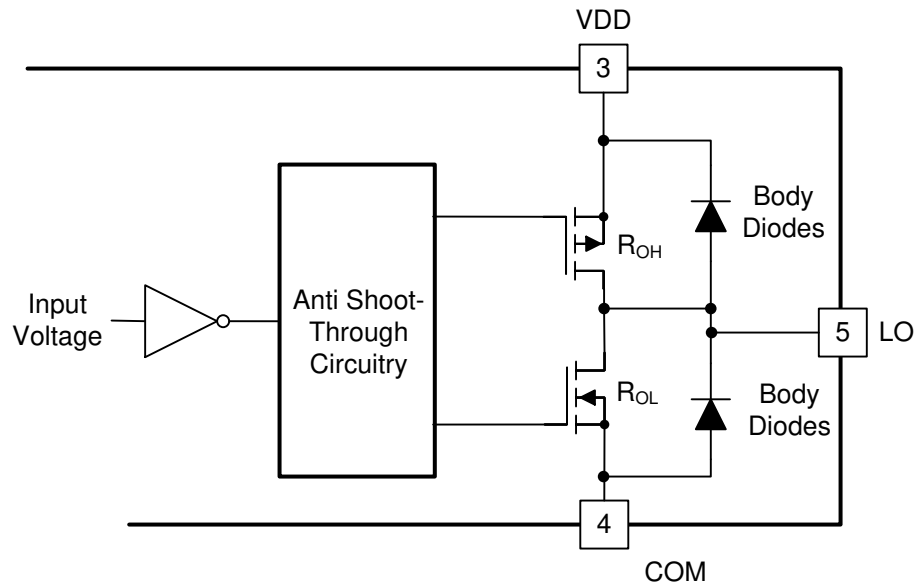 VDD
3
Body
Diodes
R_OH
Input
Voltage
Anti Shoot-
Through
Circuitry
5 LO
R_OL
Body
Diodes
4
COM